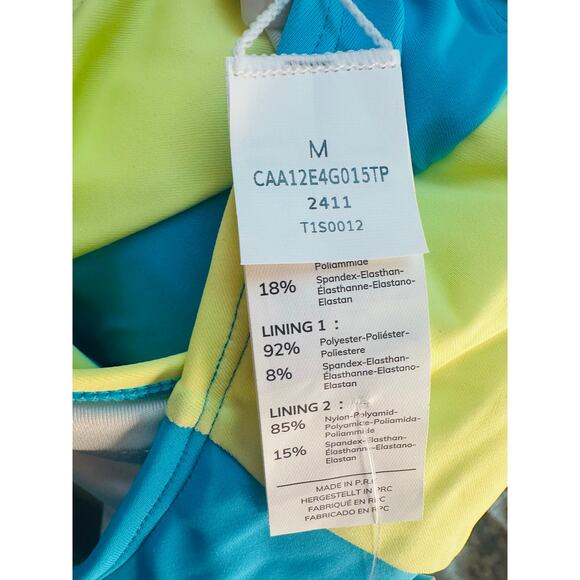 M
CAA12E4G015TP
2411
T1S0012
Poliammide
18% Spandex-Elasthan-
Élasthanne-Elastano-
Elastan
LINING 1 :
92% Polyester-Poliéster-
Poliestere
8% Spandex-Elasthan-
Élasthanne-Elastano-
Elastan
LINING 2 :
85% Nylon-Polyamid-
Polyamide-Poliamida-
Poliammide
15% Spandex-Elasthan-
Élasthanne-Elastano-
Elastan
MADE IN P.R.C
HERGESTELLT IN PRC
FABRIQUÉ EN RPC
FABRICADO EN RPC